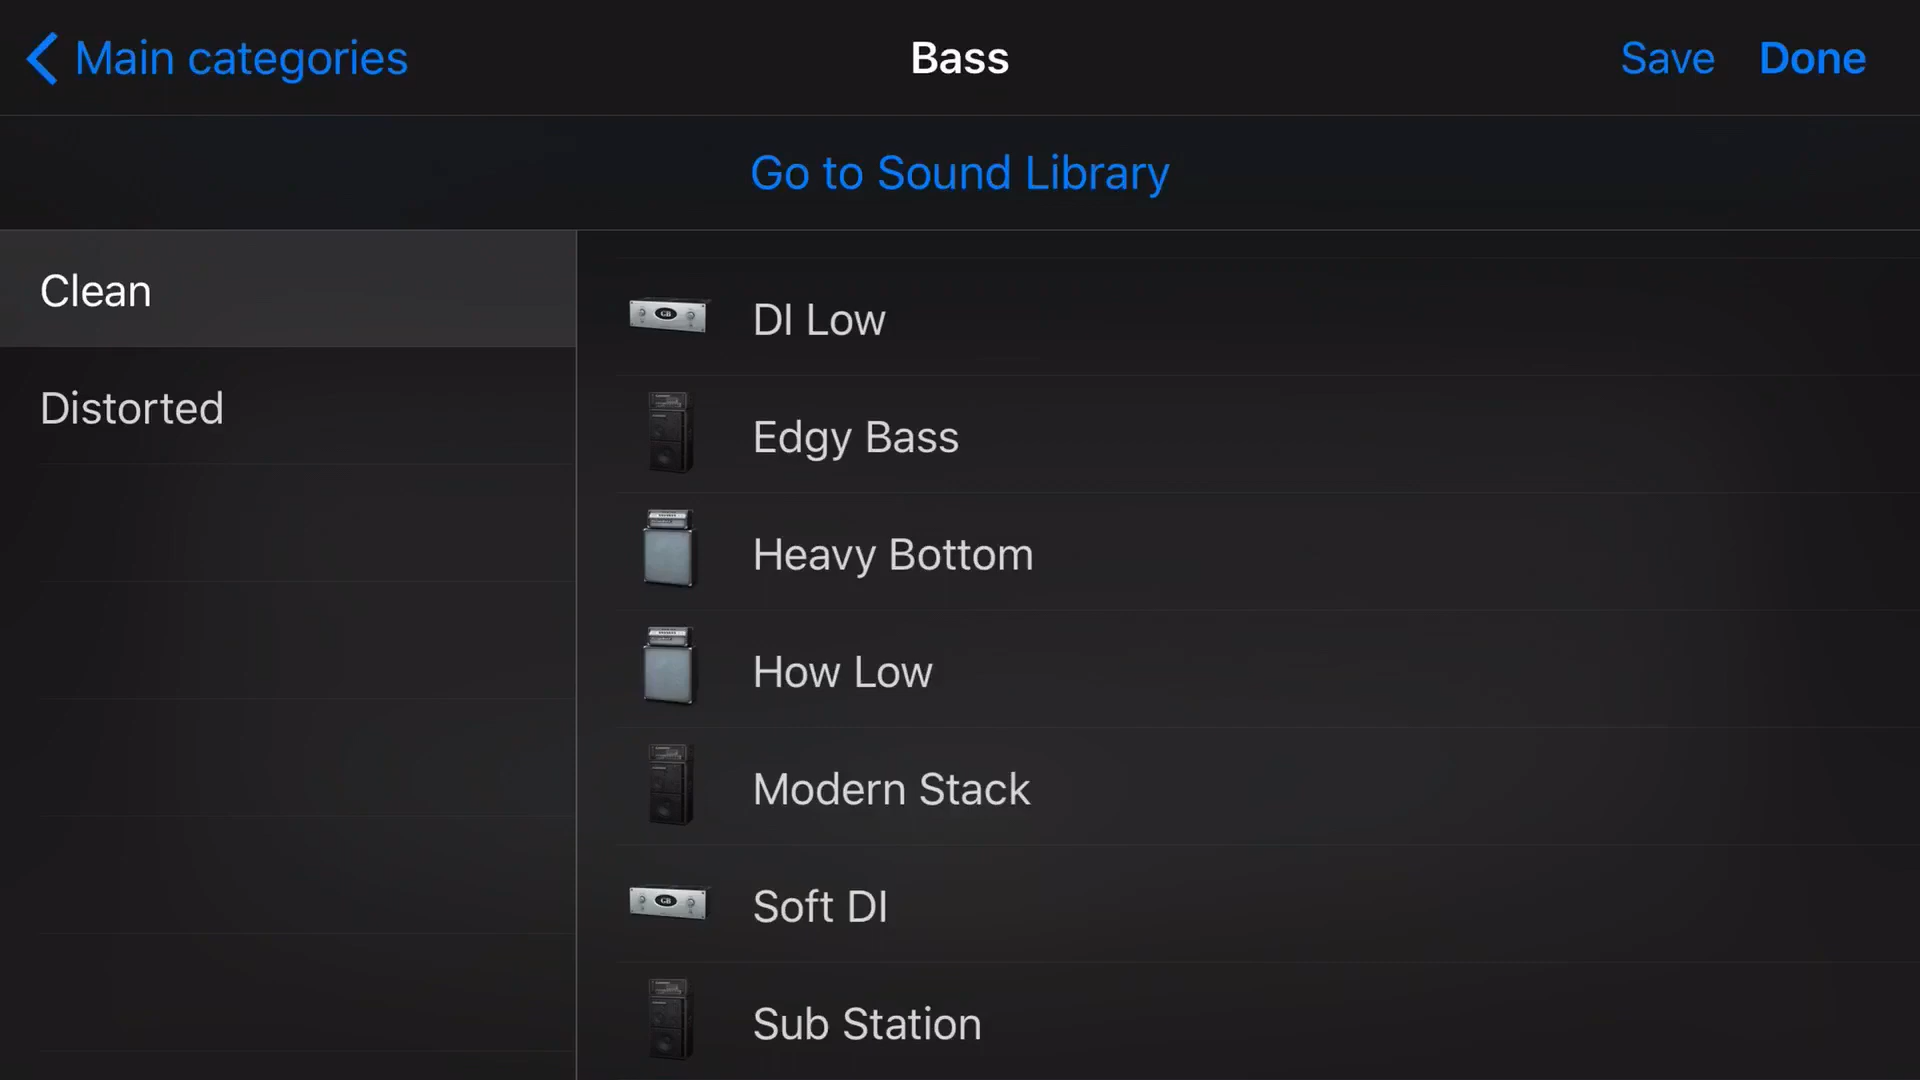 Main categories
Bass
Save
Done
Go to Sound Library
Clean
Distorted
DI Low
Edgy Bass
Heavy Bottom
How Low
Modern Stack
Soft DI
Sub Station